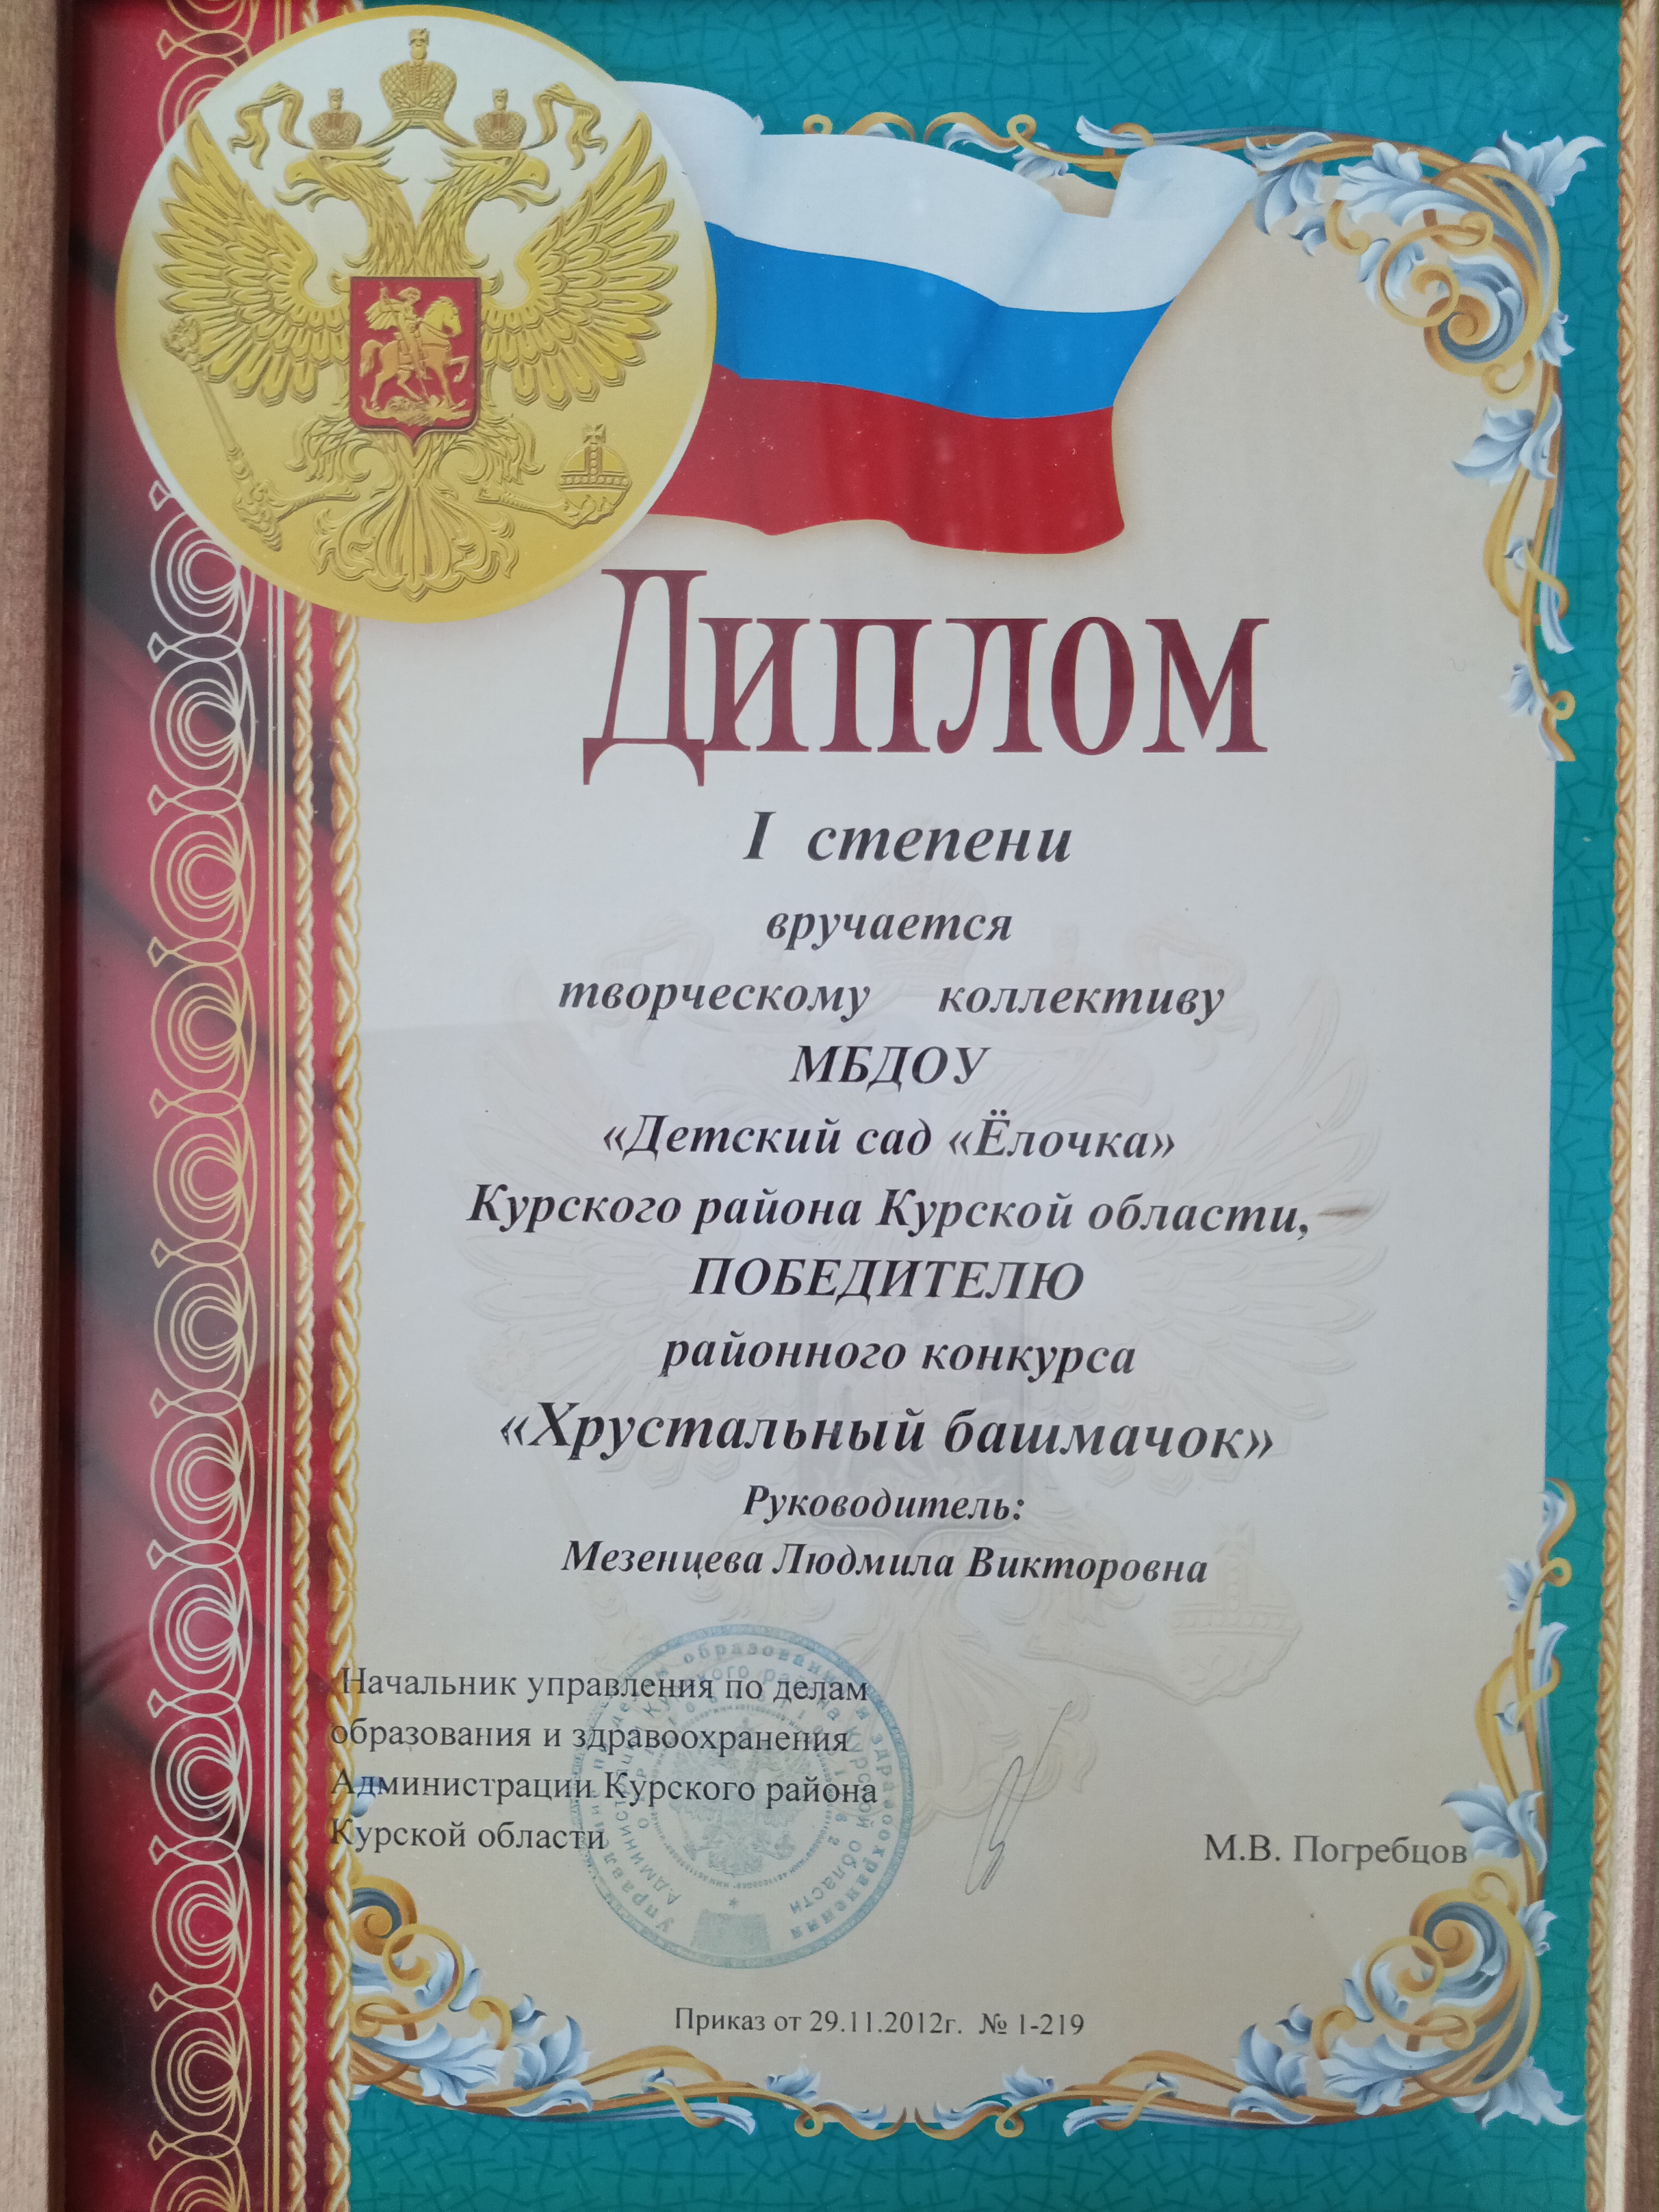 Диплом
I степени
вручается
творческому коллективу
МБДОУ
«Детский сад «Ёлочка»
Курского района Курской области,
ПОБЕДИТЕЛЮ
районного конкурса
«Хрустальный башмачок»
Руководитель:
Мезенцева Людмила Викторовна
Начальник управления по делам
образования и здравоохранения
Администрации Курского района
Курской области
М.В. Погребцов
Приказ от 29.11.2012г. № 1-219